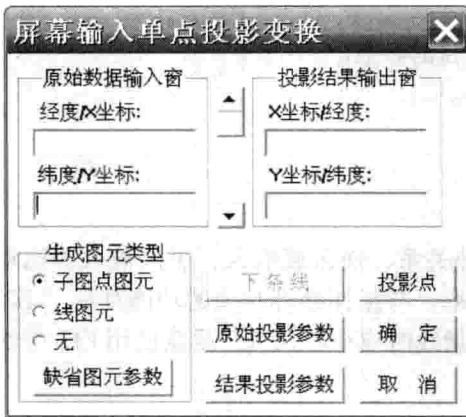 屏幕输入单点投影变换
原始数据输入窗
经度/X坐标:
纬度/Y坐标:
投影结果输出窗
X坐标/经度:
Y坐标/纬度:
生成图元类型
子图点图元
线图元
无
缺省图元参数
下条线
投影点
原始投影参数
确 定
结果投影参数
取 消